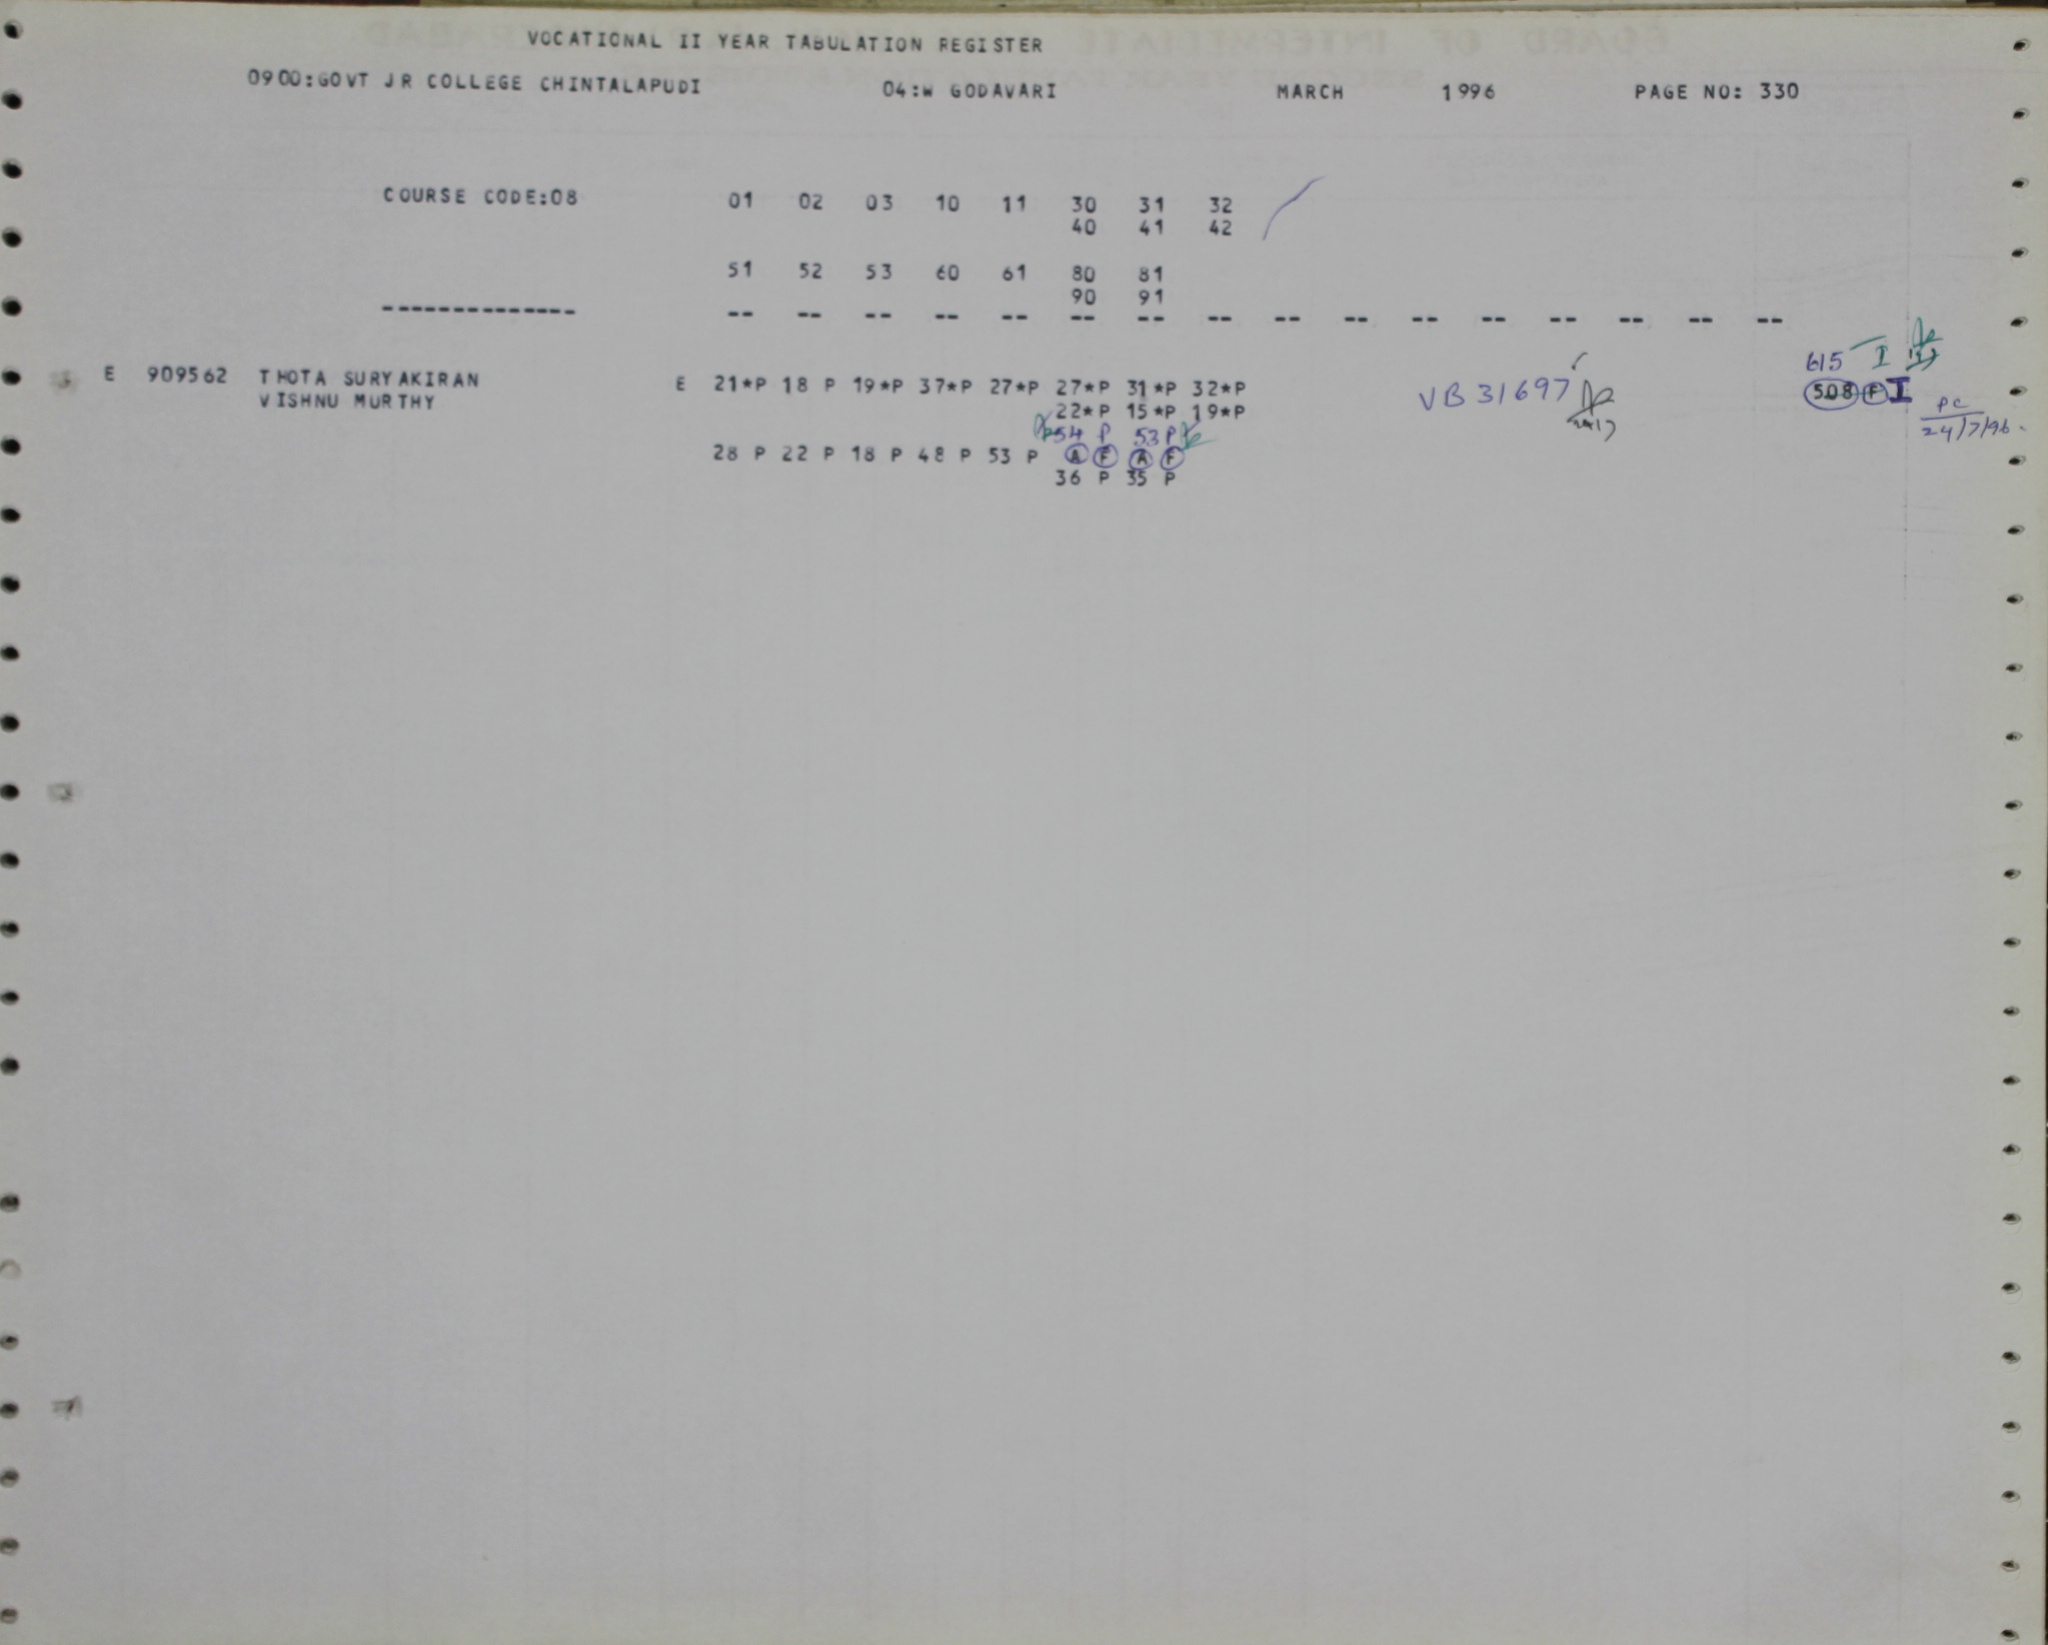 VOCATIONAL II YEAR TABULATION REGISTER
0900:GOVT JR COLLEGE CHINTALAPUDI 04:W GODAVARI MARCH 1996 PAGE NO: 330
COURSE CODE:08 01 02 03 10 11 30 31 32
40 41 42
51 52 53 60 61 80 81
90 91
-------------- -- -- -- -- -- -- -- -- -- -- -- -- -- -- -- --
615 I
E 909562 THOTA SURYAKIRAN E 21*P 18 P 19*P 37*P 27*P 27*P 31*P 32*P VB 31697 508 F I
VISHNU MURTHY 22*P 15*P 19*P PC
24/7/96.
54 P 53 P
28 P 22 P 18 P 48 P 53 P A F A F
36 P 35 P